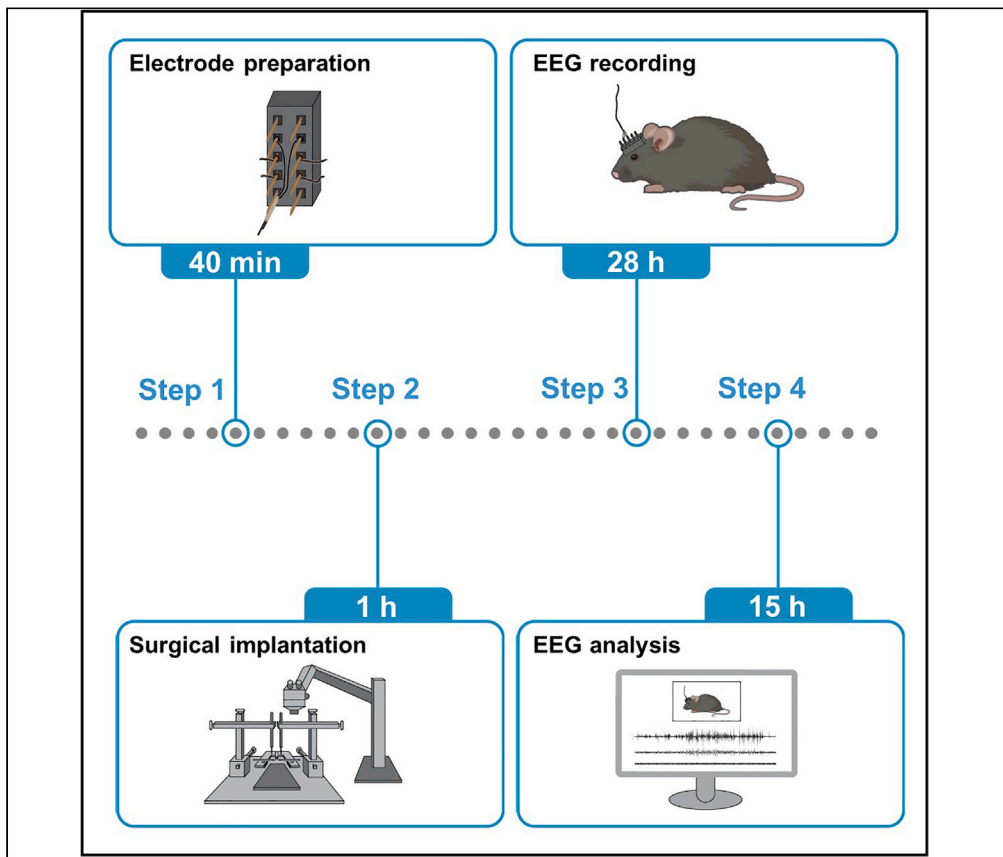 Electrode preparation
40 min
EEG recording
28 h
Step 1
Step 2
Step 3
Step 4
1 h
Surgical implantation
15 h
EEG analysis